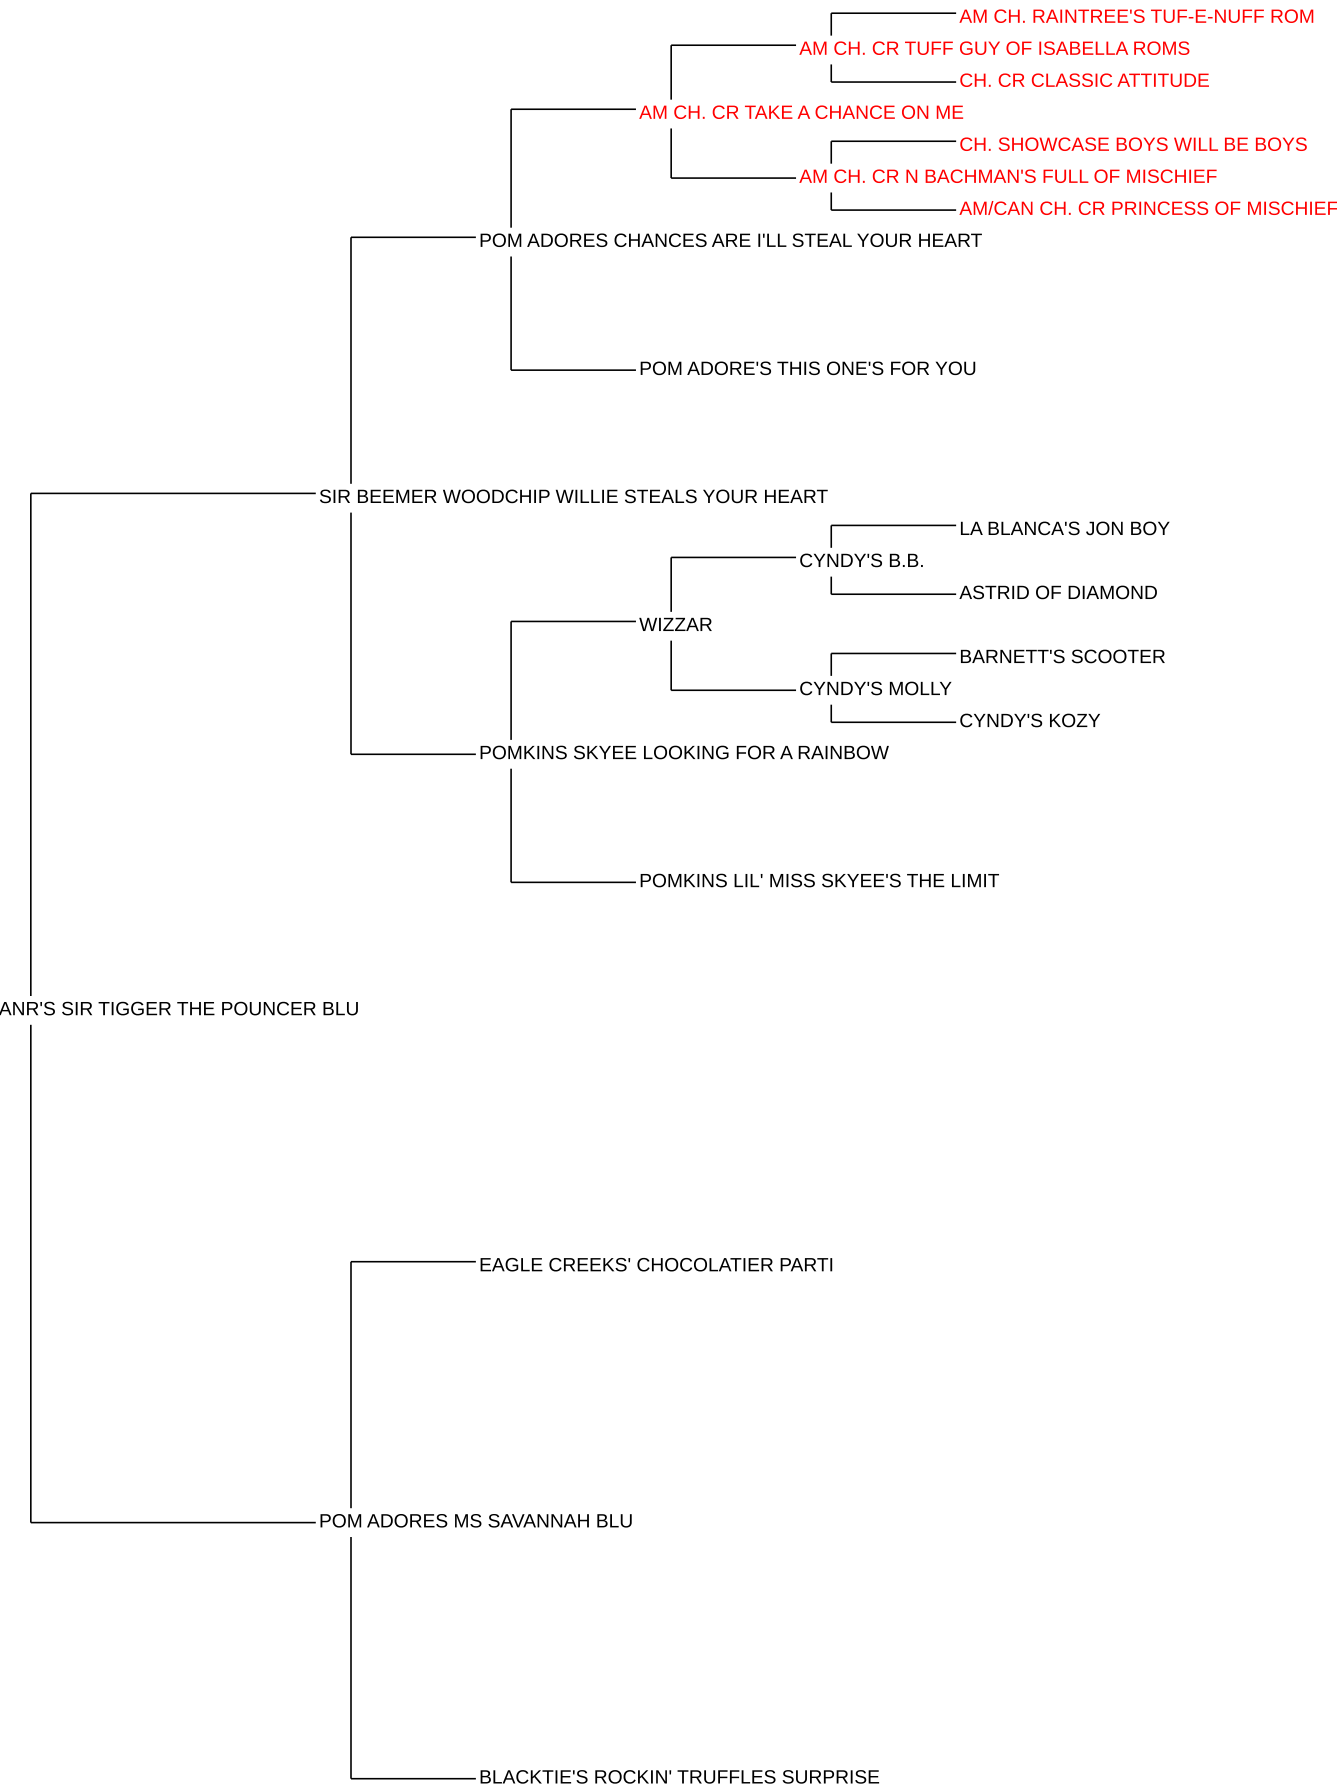 AM CH. RAINTREE'S TUF-E-NUFF ROM
AM CH. CR TUFF GUY OF ISABELLA ROMS
CH. CR CLASSIC ATTITUDE
AM CH. CR TAKE A CHANCE ON ME
CH. SHOWCASE BOYS WILL BE BOYS
AM CH. CR N BACHMAN'S FULL OF MISCHIEF
AM/CAN CH. CR PRINCESS OF MISCHIEF
POM ADORES CHANCES ARE I'LL STEAL YOUR HEART
POM ADORE'S THIS ONE'S FOR YOU
SIR BEEMER WOODCHIP WILLIE STEALS YOUR HEART
LA BLANCA'S JON BOY
CYNDY'S B.B.
ASTRID OF DIAMOND
WIZZAR
BARNETT'S SCOOTER
CYNDY'S MOLLY
CYNDY'S KOZY
POMKINS SKYEE LOOKING FOR A RAINBOW
POMKINS LIL' MISS SKYEE'S THE LIMIT
ANR'S SIR TIGGER THE POUNCER BLU
EAGLE CREEKS' CHOCOLATIER PARTI
POM ADORES MS SAVANNAH BLU
BLACKTIE'S ROCKIN' TRUFFLES SURPRISE